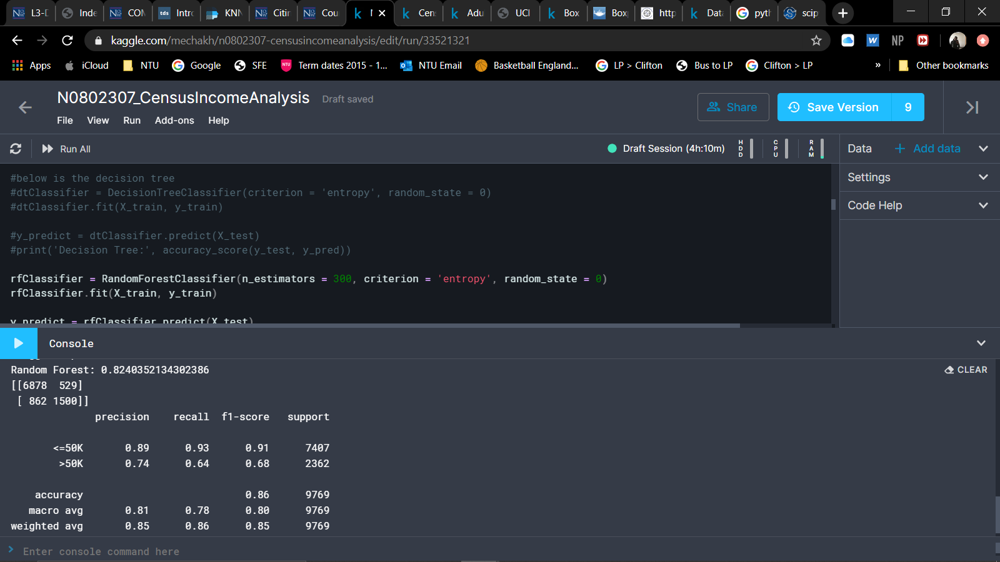 L3-D
Inde
COM
tds Intro
KNN
Citin
Cou
k
k Cens
k Adu
UCI
k Box
Box
http
k Data
pyth
scip
kaggle.com/mechakh/n0802307-censusincomeanalysis/edit/run/33521321
W NP
Apps iCloud NTU Google SFE NTU Term dates 2015 - 1... NTU Email Basketball England... LP > Clifton Bus to LP Clifton > LP » Other bookmarks
N0802307_CensusIncomeAnalysis Draft saved
Share Save Version 9
File View Run Add-ons Help
Run All Draft Session (4h:10m) HDD CPU RAM
Data + Add data
Settings
Code Help
#below is the decision tree
#dtClassifier = DecisionTreeClassifier(criterion = 'entropy', random_state = 0)
#dtClassifier.fit(X_train, y_train)
#y_predict = dtClassifier.predict(X_test)
#print('Decision Tree:', accuracy_score(y_test, y_pred))
rfClassifier = RandomForestClassifier(n_estimators = 300, criterion = 'entropy', random_state = 0)
rfClassifier.fit(X_train, y_train)
y_predict = rfClassifier.predict(X_test)
Console
Random Forest: 0.8240352134302386
CLEAR
[[6878 529]
[ 862 1500]]
precision recall f1-score support
<=50K 0.89 0.93 0.91 7407
>50K 0.74 0.64 0.68 2362
accuracy 0.86 9769
macro avg 0.81 0.78 0.80 9769
weighted avg 0.85 0.86 0.85 9769
> Enter console command here